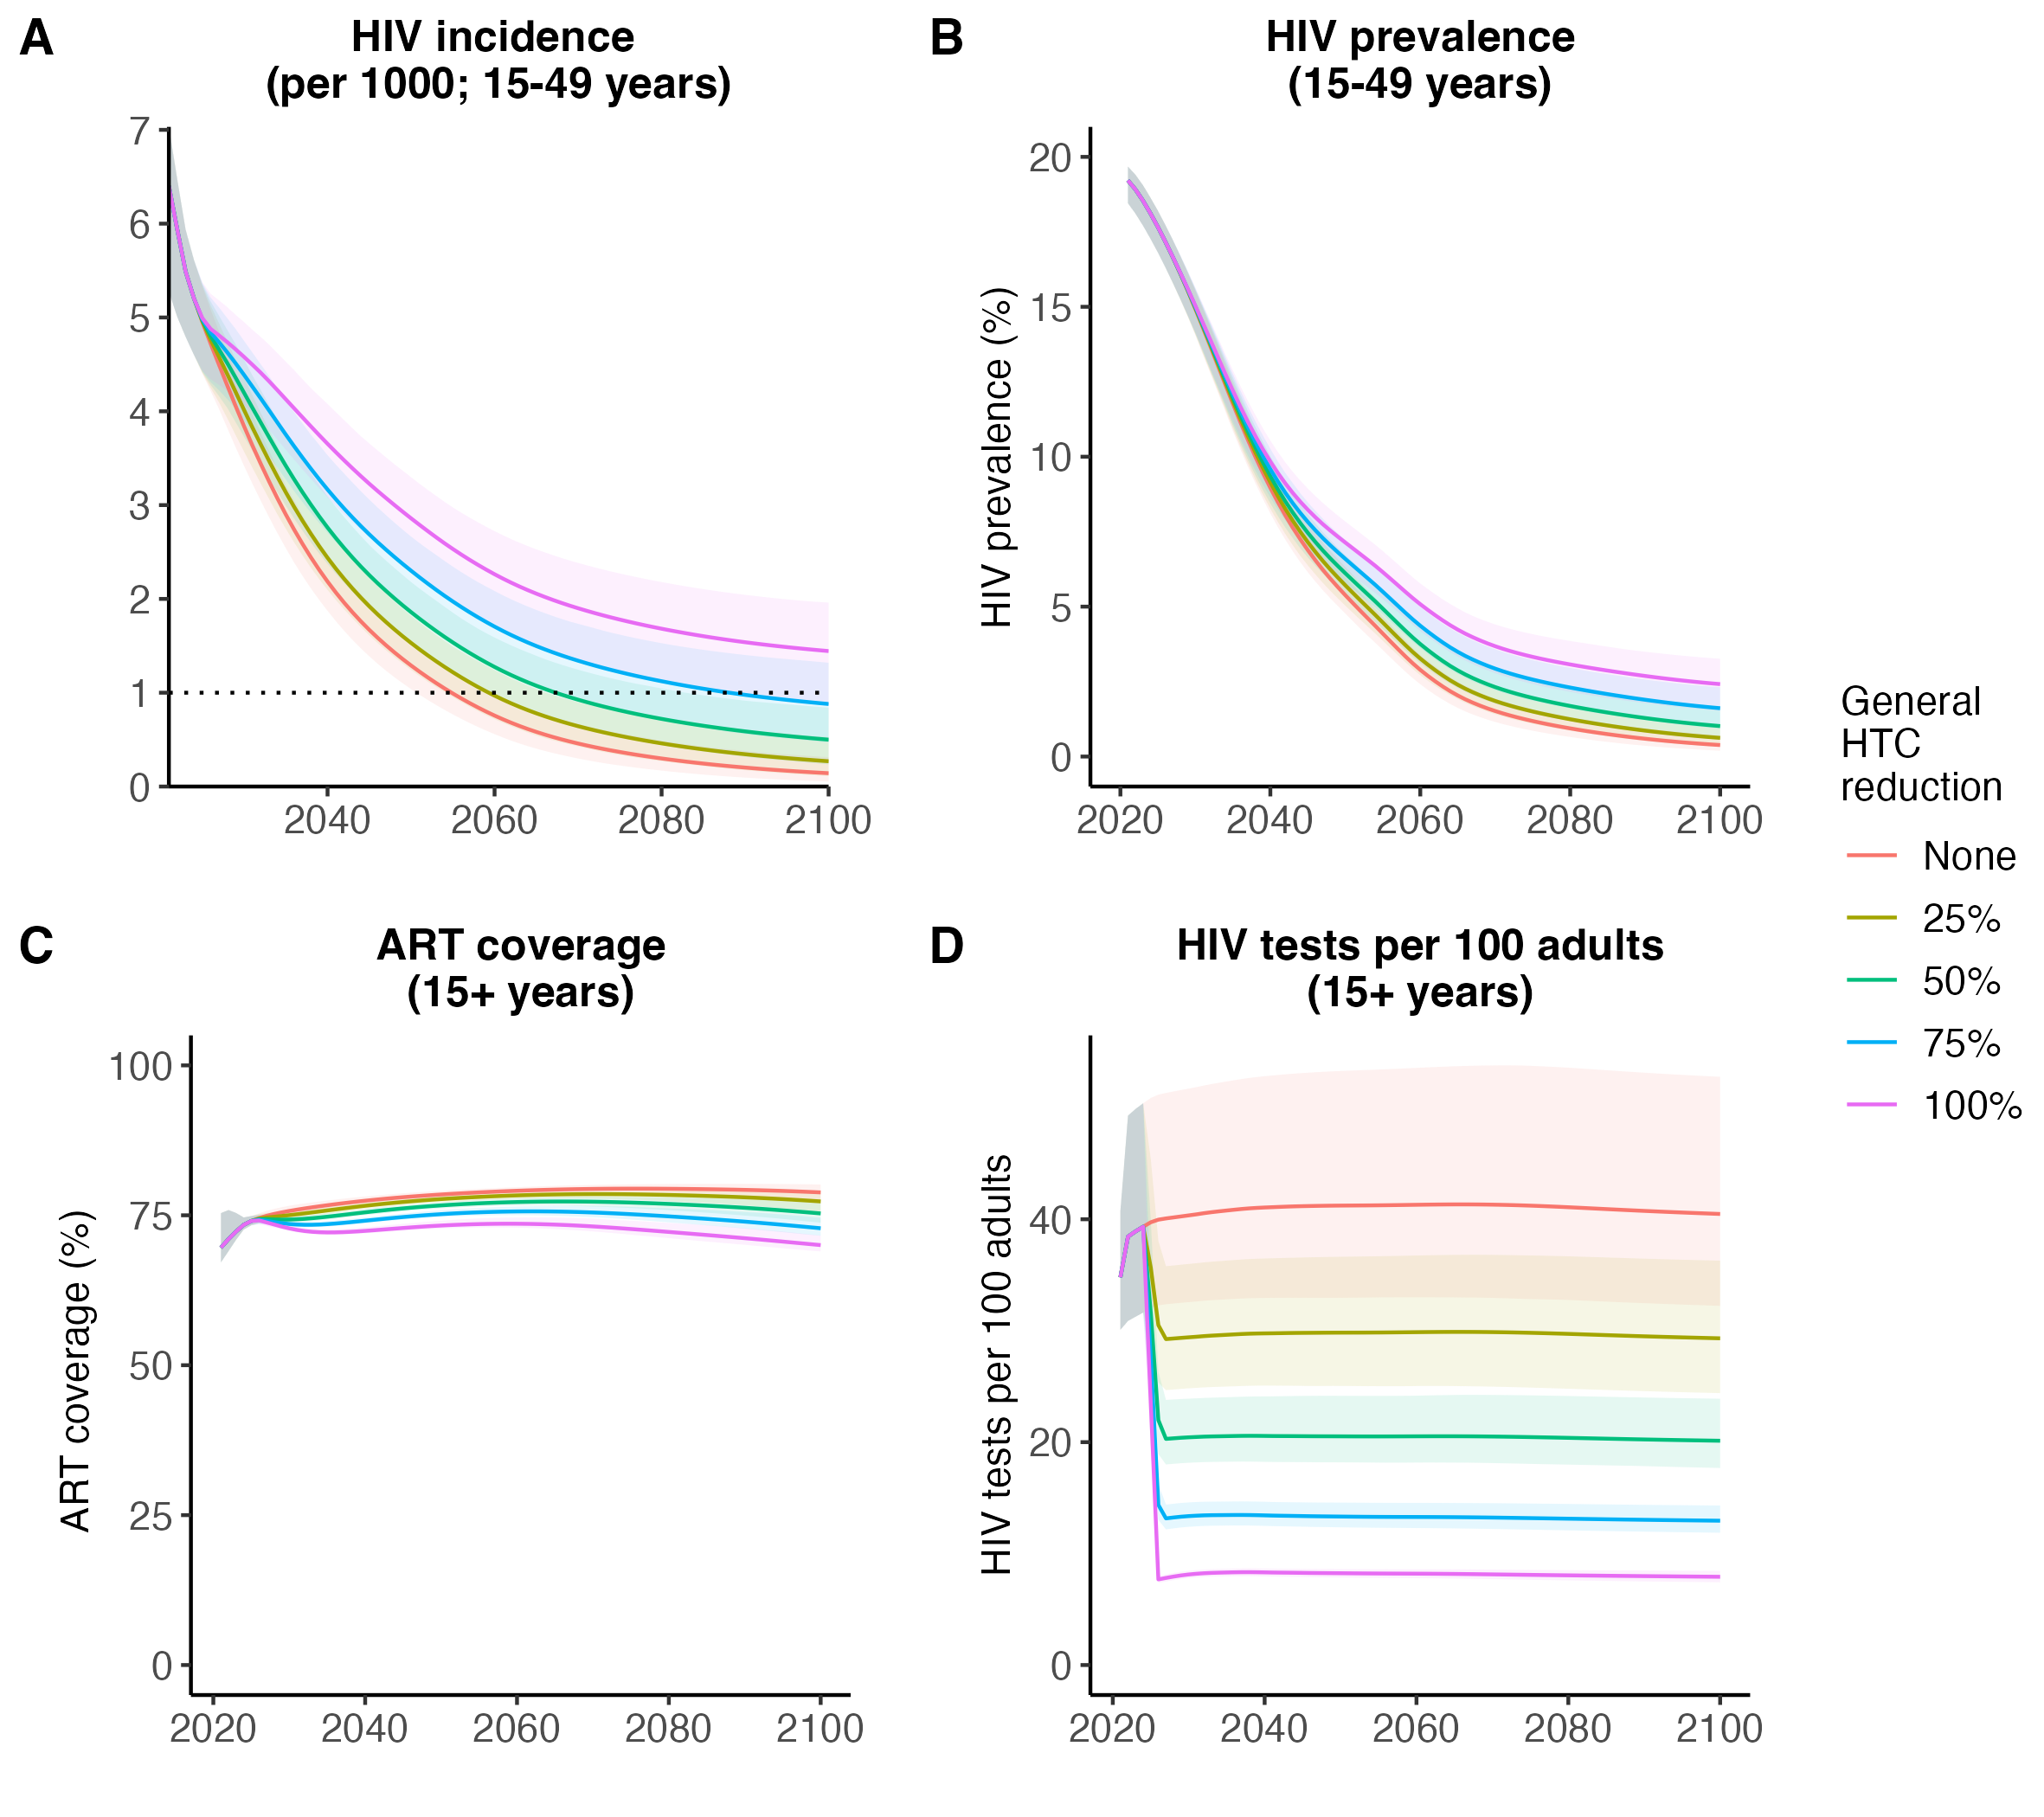 A
HIV incidence
(per 1000; 15-49 years)
7
6
5
4
3
2
1
0
2040 2060 2080 2100
B
HIV prevalence
(15-49 years)
HIV prevalence (%)
20
15
10
5
0
2020 2040 2060 2080 2100
C
ART coverage
(15+ years)
ART coverage (%)
100
75
50
25
0
2020 2040 2060 2080 2100
D
HIV tests per 100 adults
(15+ years)
HIV tests per 100 adults
40
20
0
2020 2040 2060 2080 2100
General
HTC
reduction
None
25%
50%
75%
100%